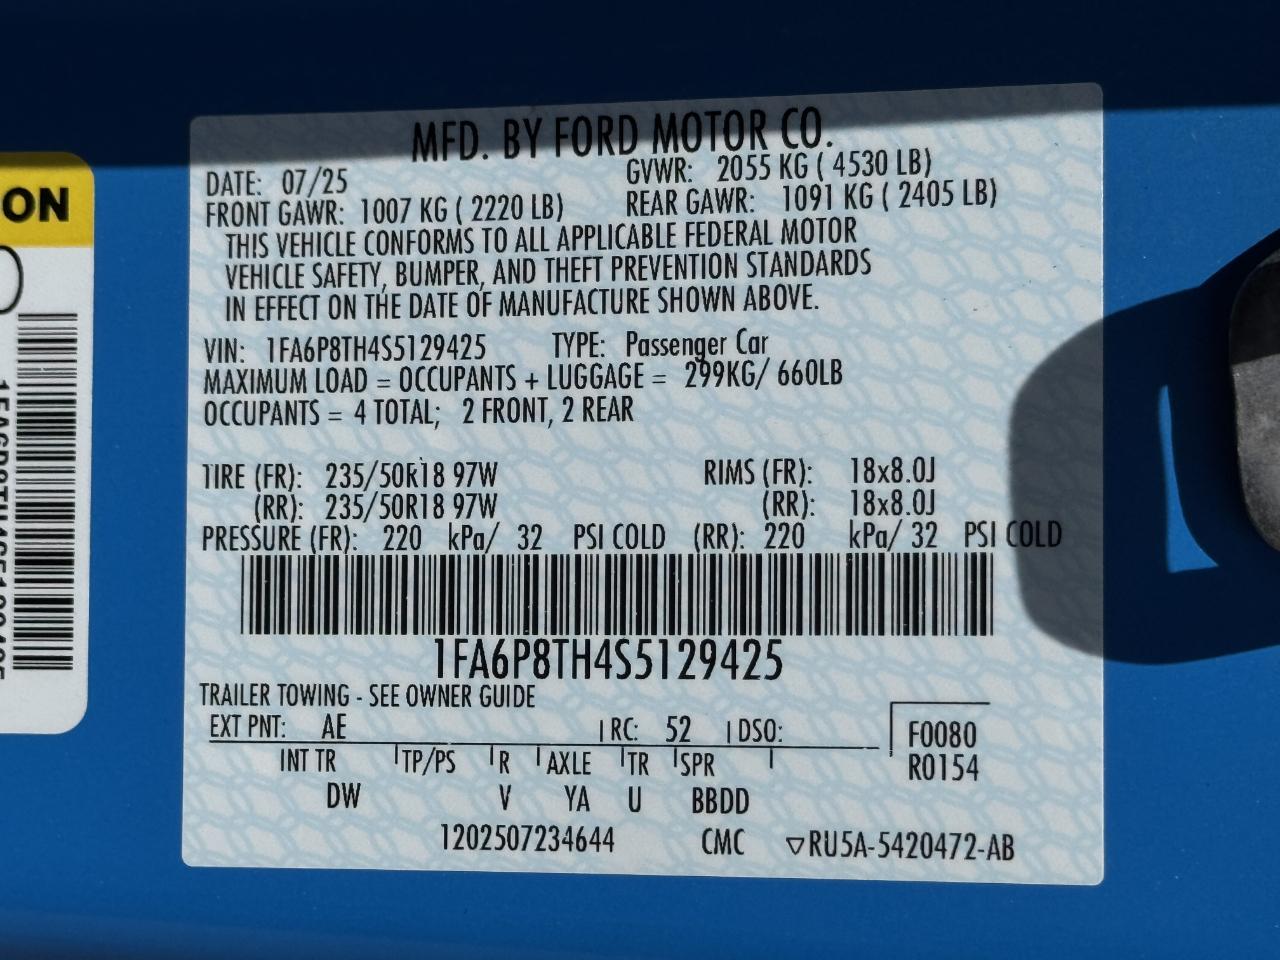 ON
1FA6P8TH4S5129425
MFD. BY FORD MOTOR CO.
DATE: 07/25 GVWR: 2055 KG ( 4530 LB)
FRONT GAWR: 1007 KG ( 2220 LB) REAR GAWR: 1091 KG ( 2405 LB)
THIS VEHICLE CONFORMS TO ALL APPLICABLE FEDERAL MOTOR
VEHICLE SAFETY, BUMPER, AND THEFT PREVENTION STANDARDS
IN EFFECT ON THE DATE OF MANUFACTURE SHOWN ABOVE.
VIN: 1FA6P8TH4S5129425 TYPE: Passenger Car
MAXIMUM LOAD = OCCUPANTS + LUGGAGE = 299KG/ 660LB
OCCUPANTS = 4 TOTAL; 2 FRONT, 2 REAR
TIRE (FR): 235/50R18 97W RIMS (FR): 18x8.0J
(RR): 235/50R18 97W (RR): 18x8.0J
PRESSURE (FR): 220 kPa/ 32 PSI COLD (RR): 220 kPa/ 32 PSI COLD
1FA6P8TH4S5129425
TRAILER TOWING - SEE OWNER GUIDE
EXT PNT: AE RC: 52 DSO: F0080
INT TR TP/PS R AXLE TR SPR R0154
DW V YA U BBDD
1202507234644 CMC ▽RU5A-5420472-AB